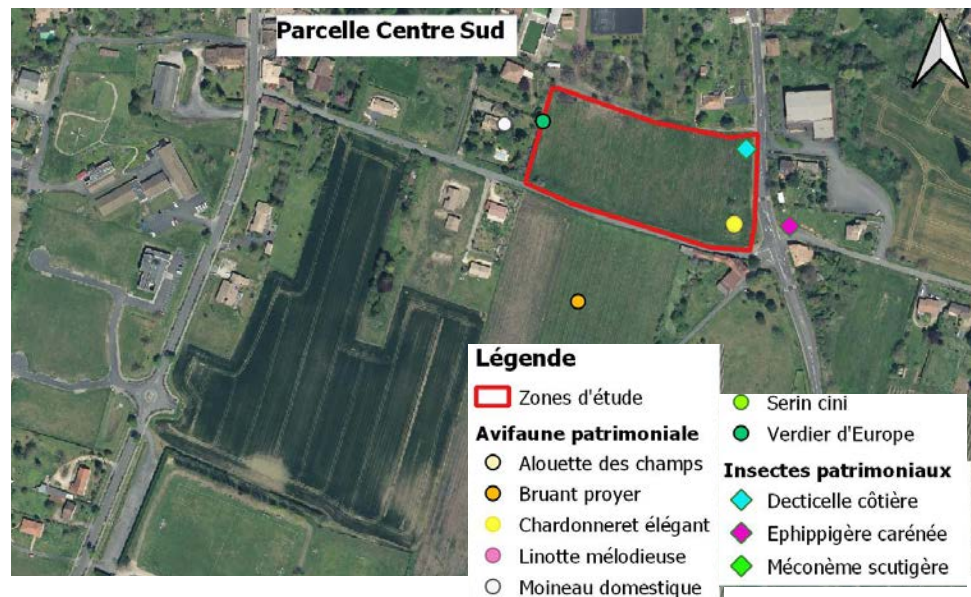 Parcelle Centre Sud
Légende
Zones d'étude
Avifaune patrimoniale
Alouette des champs
Bruant proyer
Chardonneret élégant
Linotte mélodieuse
Moineau domestique
Serin cini
Verdier d'Europe
Insectes patrimoniaux
Decticelle côtière
Ephippigère carénée
Méconème scutigère